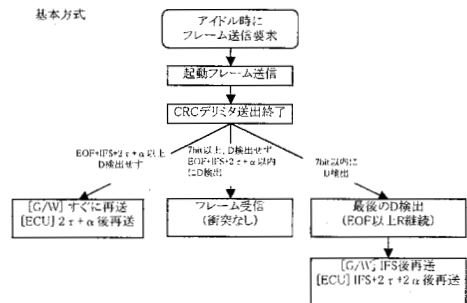 基本方式
アイドル時に
フレーム送信要求
起動フレーム送信
CRCデリミタ送出終了
EOF+IFS+2τ+α以上
D検出せず
7bit以上、D検出せず
EOF+IFS+2τ+α以内
にD検出
7bit以内に
D検出
[G/W] すぐに再送
[ECU] 2τ+α後再送
フレーム受信
(衝突なし)
最後のD検出
(EOF以上R継続)
[G/W] IFS後再送
[ECU] IFS+2τ+2α後再送